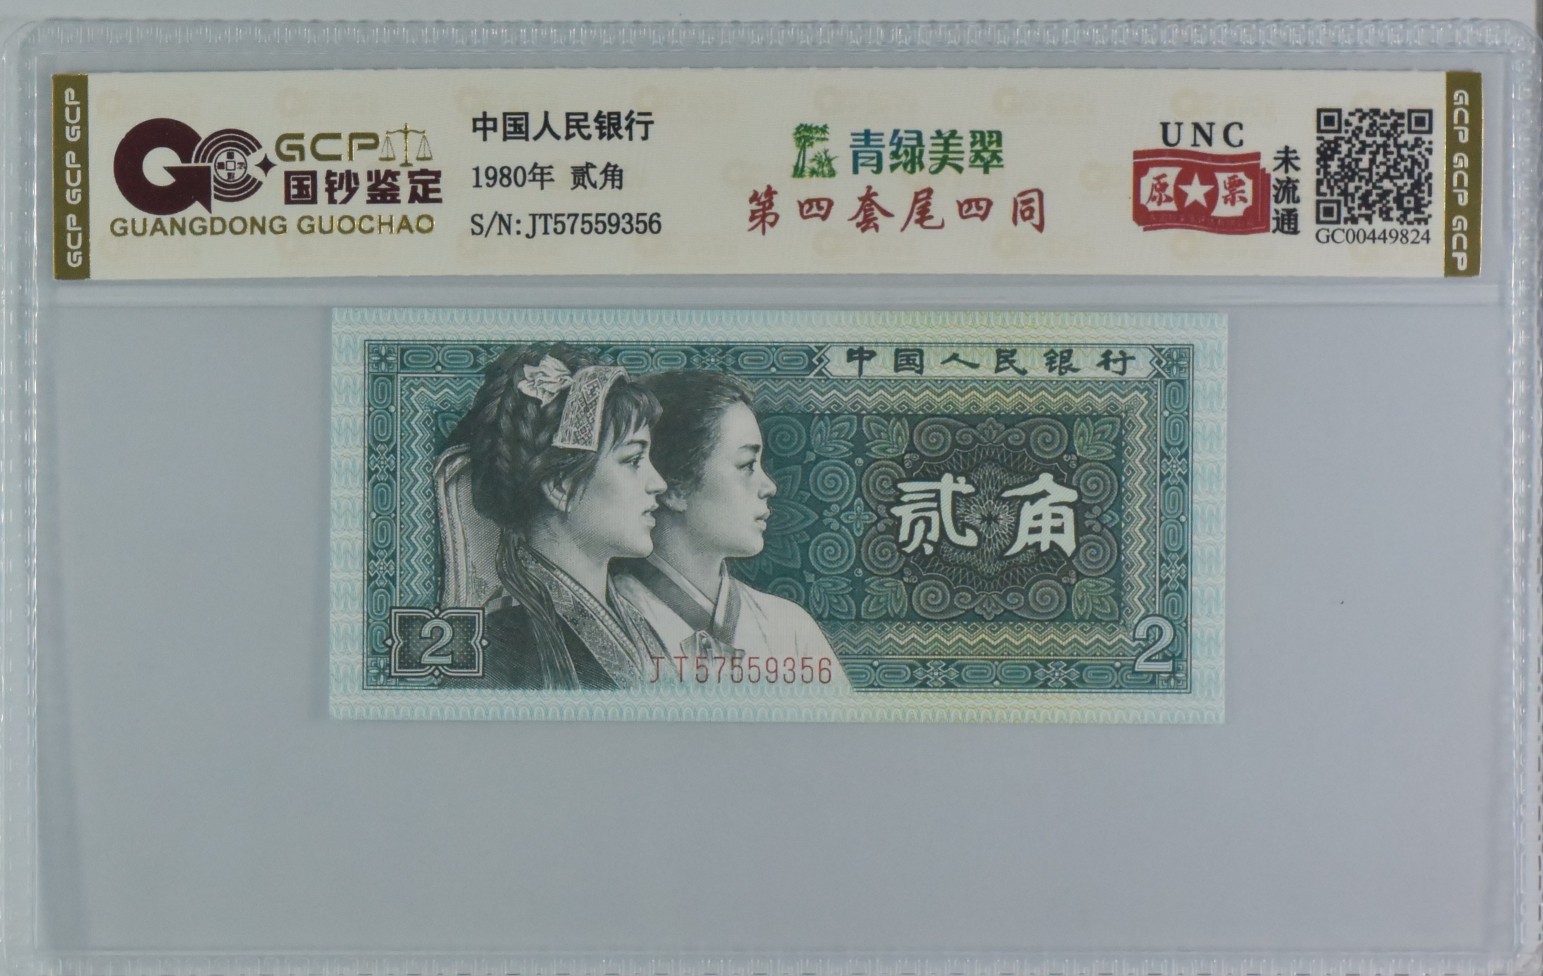 GCP GCP GCP
GCP
国钞鉴定
GUANGDONG GUOCHAO
中国人民银行
1980年 贰角
S/N: JT57559356
青绿美翠
第四套尾四同
UNC
原票
未流通
GC00449824
GCP GCP GCP
中国人民银行
贰角
2
2
JT57559356